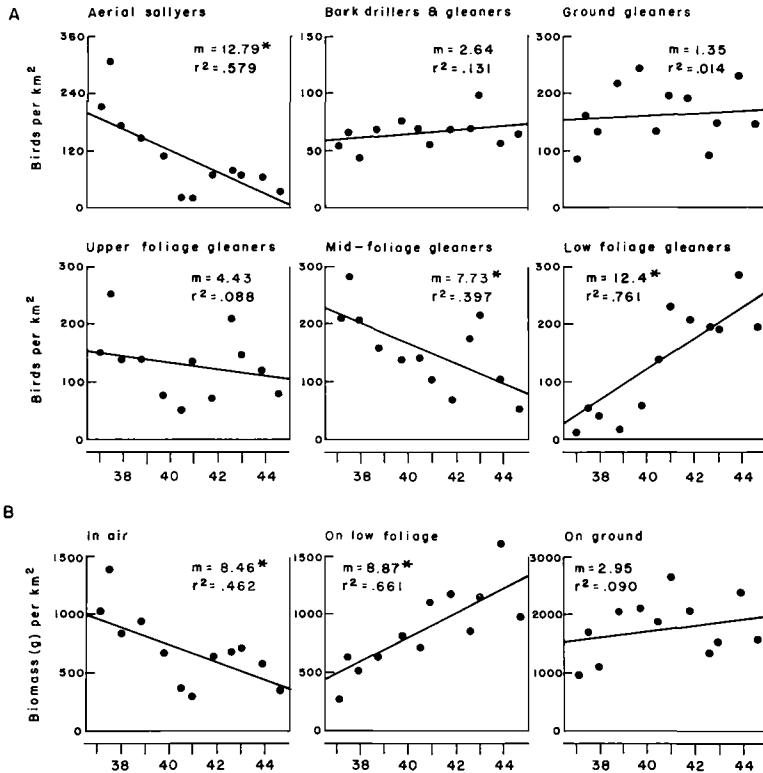 A
Aerial sallyers
Bark drillers & gleaners
Ground gleaners
360
240
120
0
Birds per km²
m = 12.79*
r² = .579
150
100
50
0
m = 2.64
r² = .131
300
200
100
0
m = 1.35
r² = .014
Upper foliage gleaners
Mid-foliage gleaners
Low foliage gleaners
300
200
100
0
Birds per km²
m = 4.43
r² = .088
38 40 42 44
300
200
100
0
m = 7.73*
r² = .397
38 40 42 44
300
200
100
0
m = 12.4*
r² = .761
38 40 42 44
B
In air
On low foliage
On ground
1500
1000
500
0
Biomass (g) per km²
m = 8.46*
r² = .462
38 40 42 44
1500
1000
500
0
m = 8.87*
r² = .661
38 40 42 44
3000
2000
1000
0
m = 2.95
r² = .090
38 40 42 44